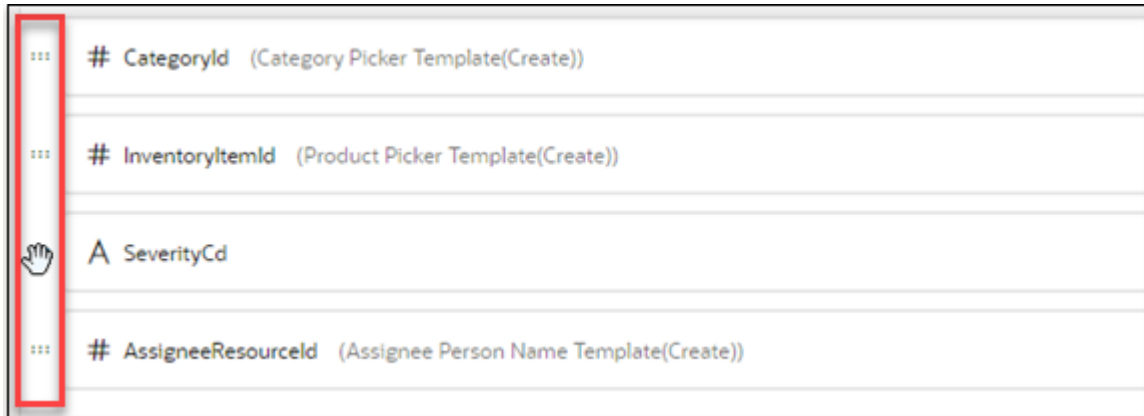 # CategoryId (Category Picker Template(Create))
# InventoryItemId (Product Picker Template(Create))
A SeverityCd
# AssigneeResourceId (Assignee Person Name Template(Create))